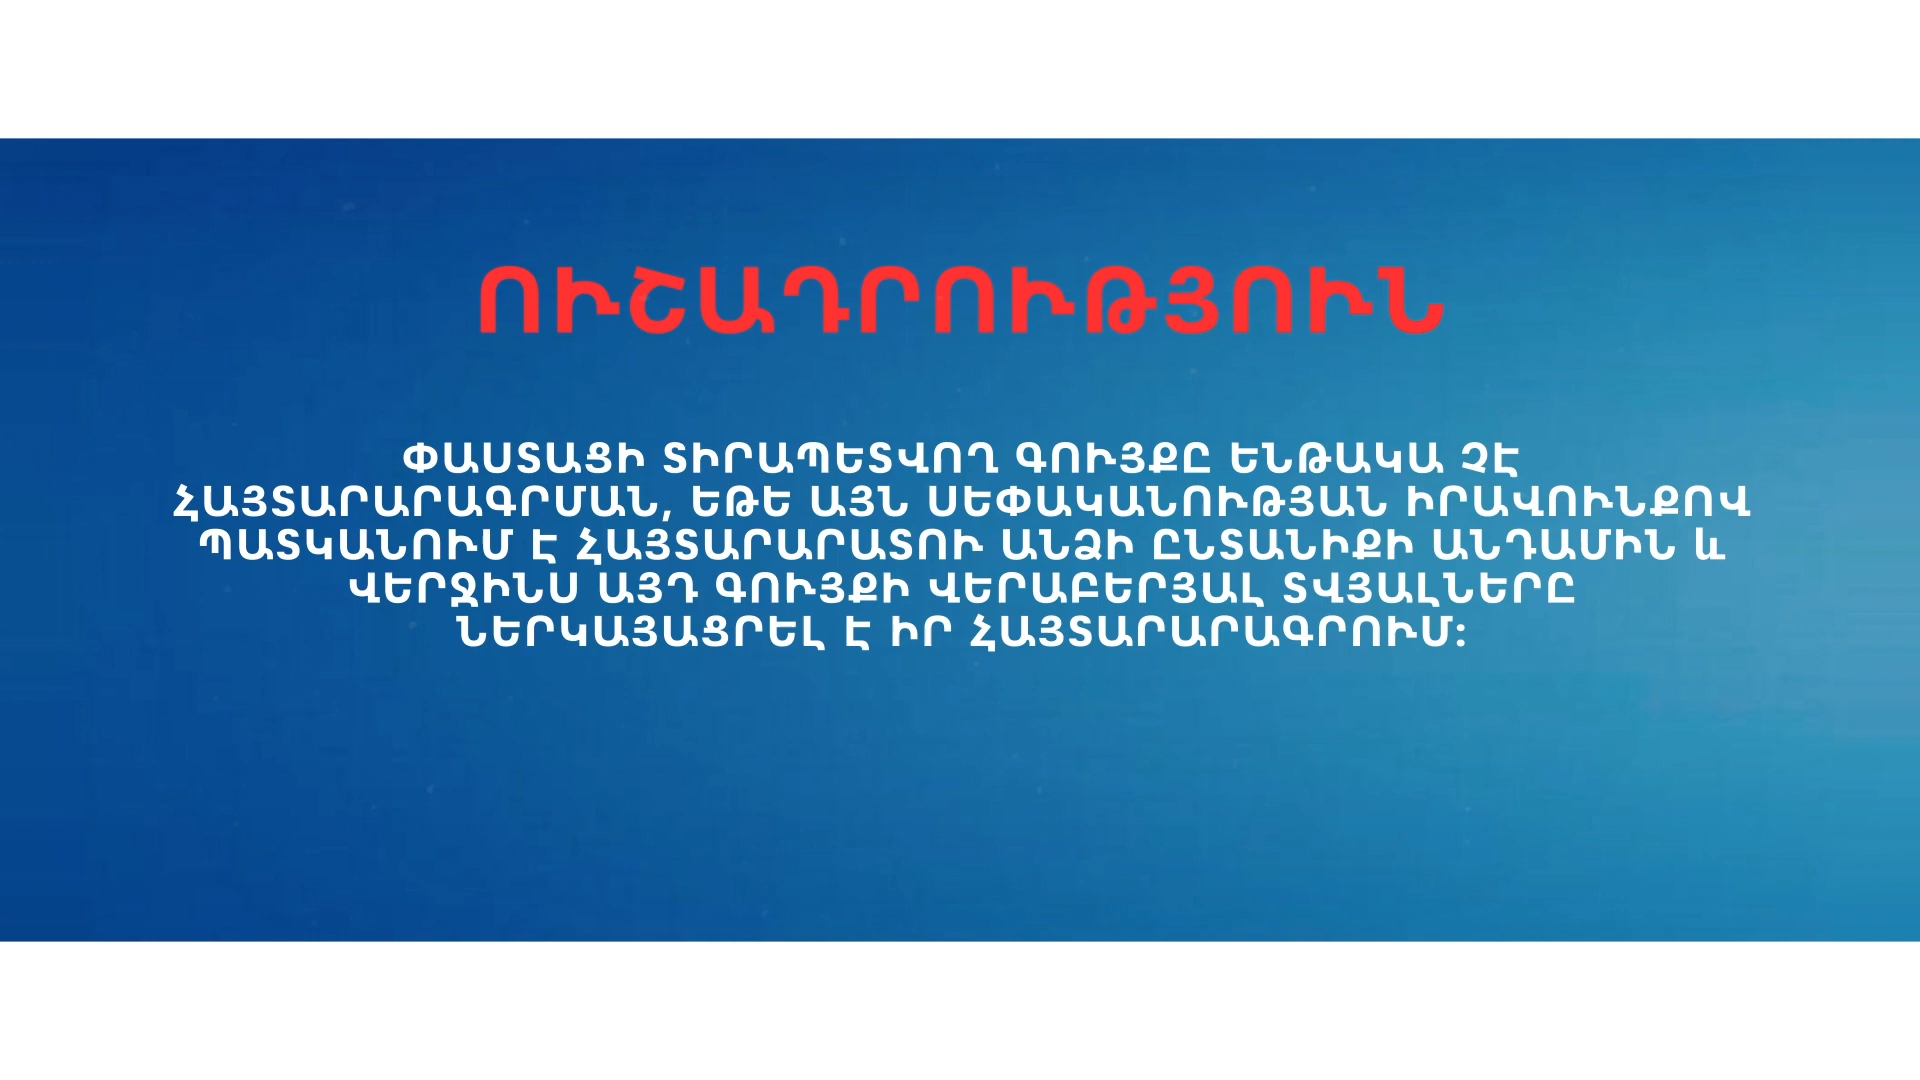 ՈՒՇԱԴՐՈՒԹՅՈՒՆ
ՓԱՍՏԱՑԻ ՏԻՐԱՊԵՏՎՈՂ ԳՈՒՅՔԸ ԵՆԹԱԿԱ ՉԷ
ՀԱՅՏԱՐԱՐԱԳՐՄԱՆ, ԵԹԵ ԱՅՆ ՍԵՓԱԿԱՆՈՒԹՅԱՆ ԻՐԱՎՈՒՆՔՈՎ
ՊԱՏԿԱՆՈՒՄ Է ՀԱՅՏԱՐԱՐԱՏՈՒ ԱՆՁԻ ԸՆՏԱՆԻՔԻ ԱՆԴԱՄԻՆ և
ՎԵՐՋԻՆՍ ԱՅԴ ԳՈՒՅՔԻ ՎԵՐԱԲԵՐՅԱԼ ՏՎՅԱԼՆԵՐԸ
ՆԵՐԿԱՅԱՑՐԵԼ Է ԻՐ ՀԱՅՏԱՐԱՐԱԳՐՈՒՄ: